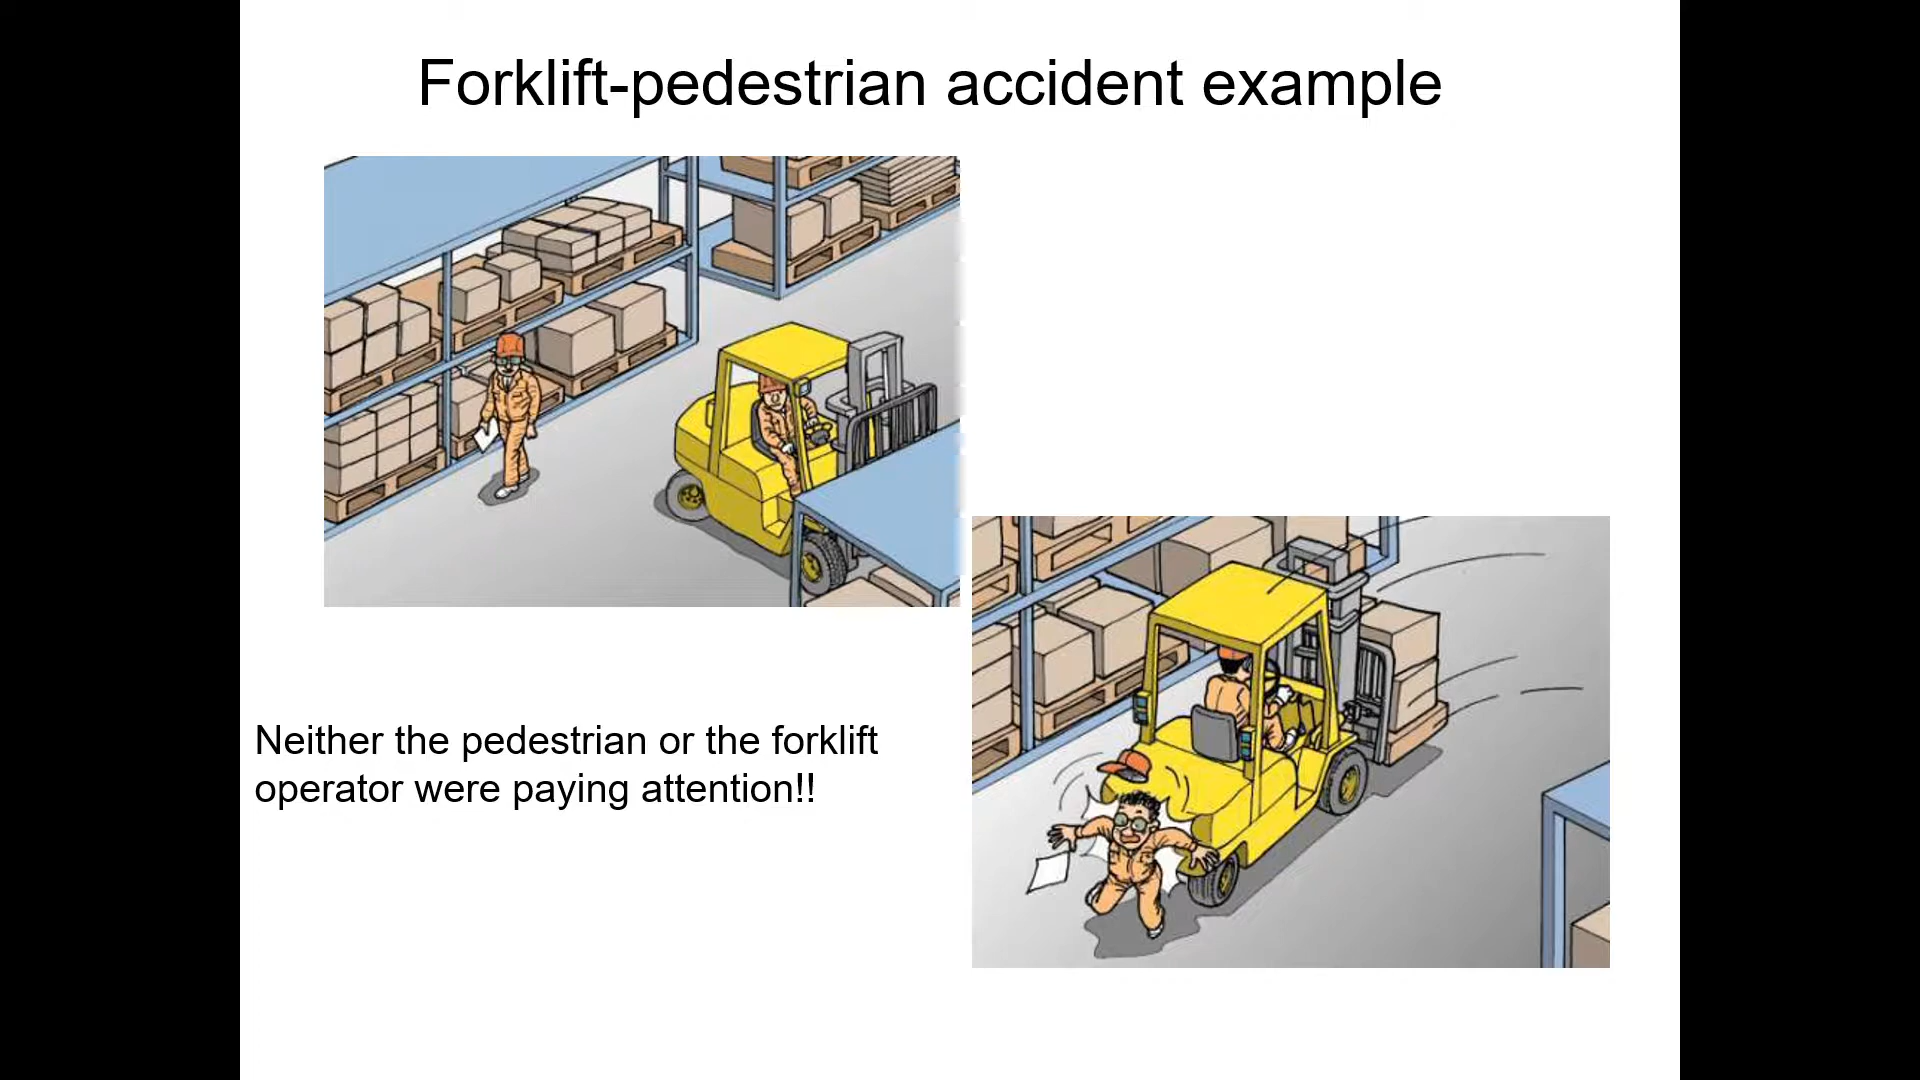 Forklift-pedestrian accident example
Neither the pedestrian or the forklift
operator were paying attention!!